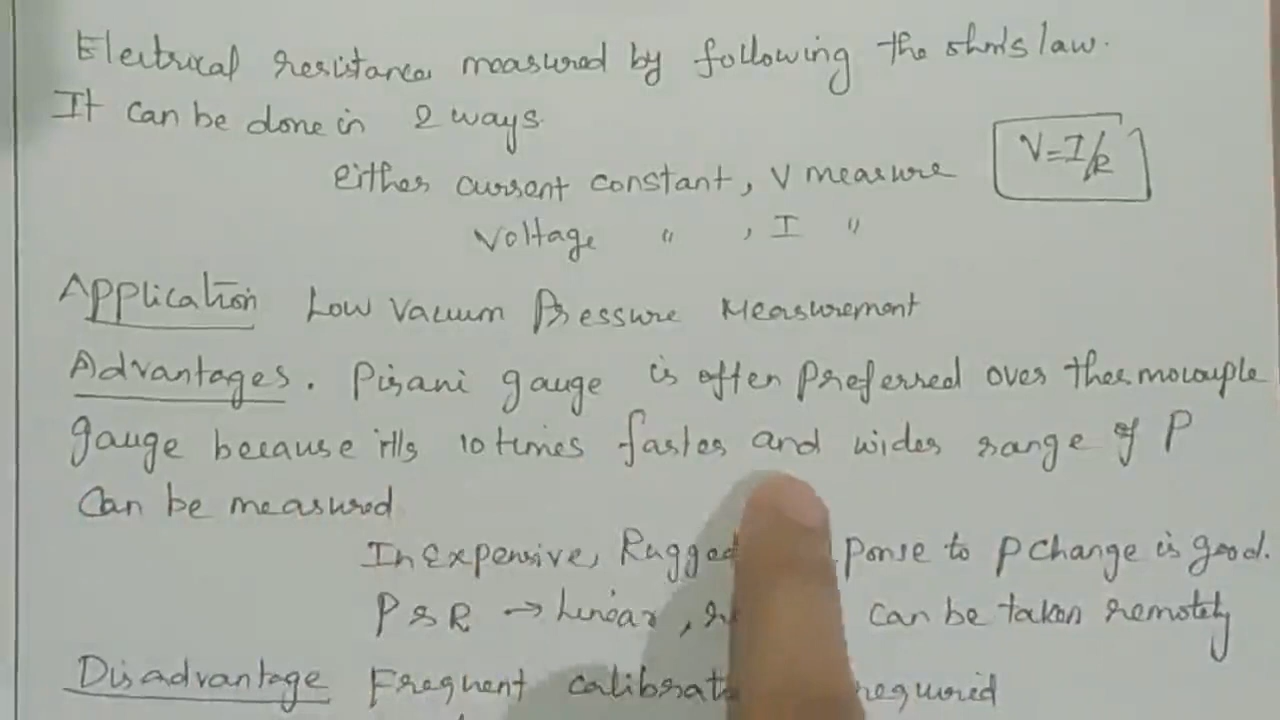 Electrical resistance measured by following the ohm's law.
It can be done in 2 ways
either current constant, V measure
V=I/R
Voltage " , I "
Application Low Vacuum Pressure Measurement
Advantages. Pirani gauge is often preferred over thermocouple
gauge because it's 10 times faster and wider range of P
can be measured
Inexpensive, Rugged ponse to P change is good.
P & R → Linear, can be taken remotely
Disadvantage Frequent calibrat required